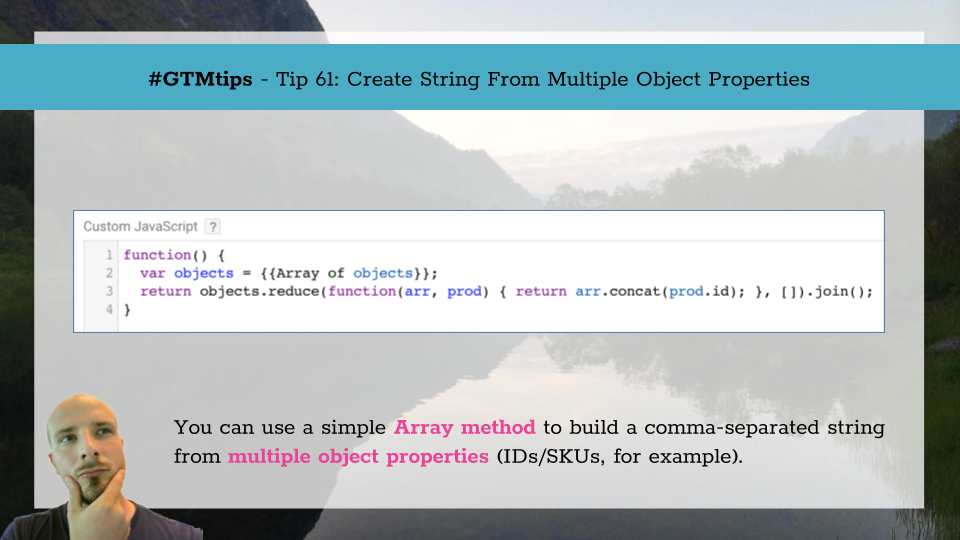 #GTMtips - Tip 61: Create String From Multiple Object Properties
Custom JavaScript ?
1 function() {
2 var objects = {{Array of objects}};
3 return objects.reduce(function(arr, prod) { return arr.concat(prod.id); }, []).join();
4 }
You can use a simple Array method to build a comma-separated string
from multiple object properties (IDs/SKUs, for example).